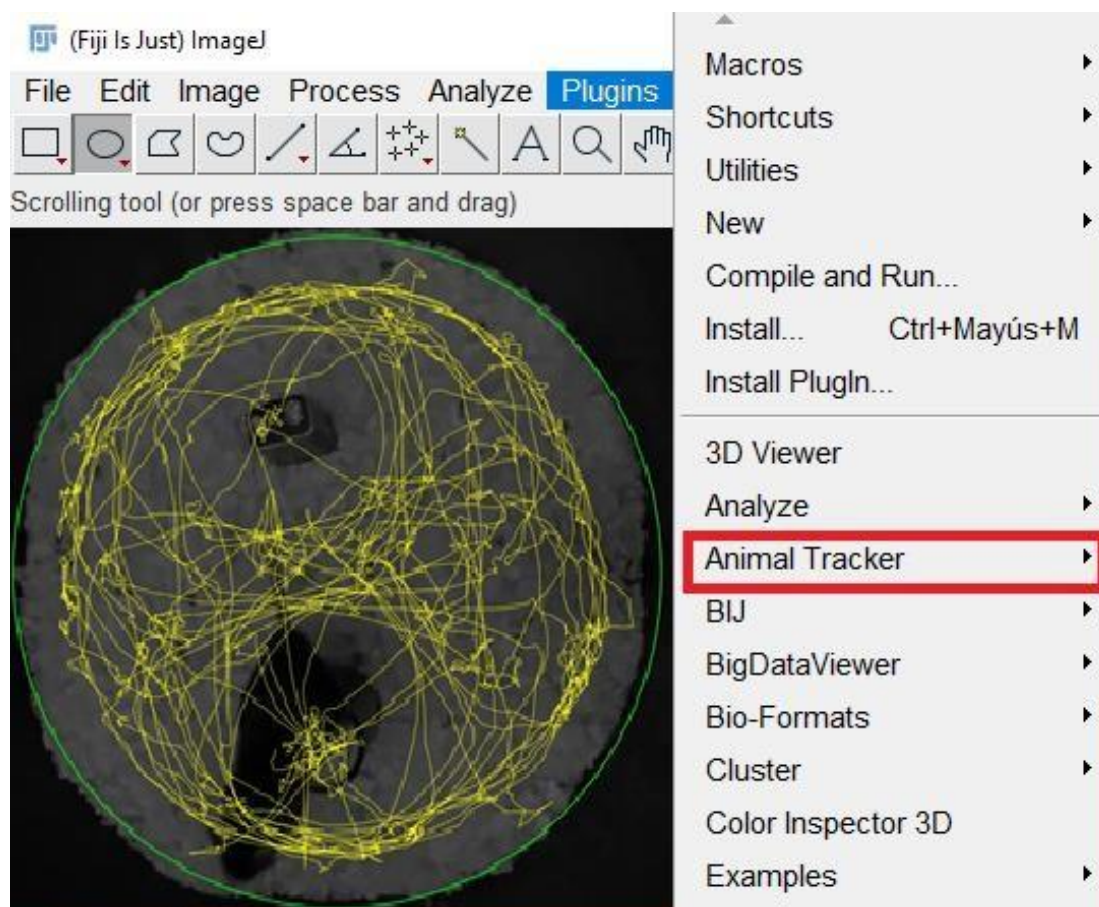 (Fiji Is Just) ImageJ
File Edit Image Process Analyze Plugins
Scrolling tool (or press space bar and drag)
Macros
Shortcuts
Utilities
New
Compile and Run...
Install... Ctrl+Mayús+M
Install PlugIn...
3D Viewer
Analyze
Animal Tracker
BIJ
BigDataViewer
Bio-Formats
Cluster
Color Inspector 3D
Examples